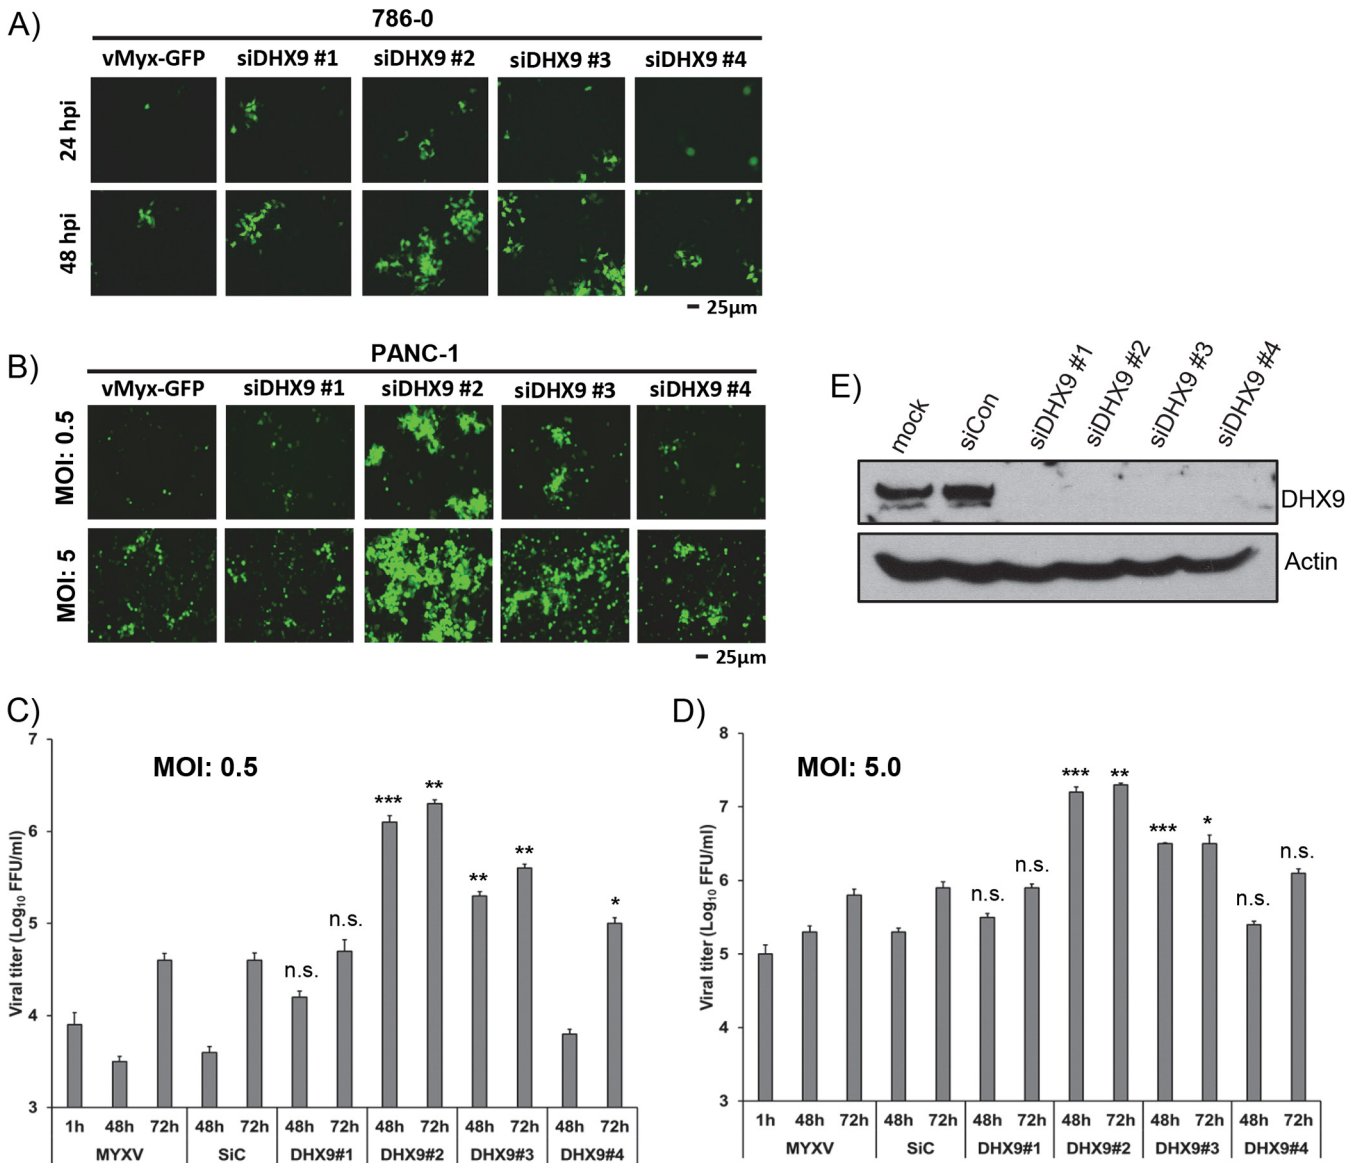 A)
786-0
vMyx-GFP siDHX9 #1 siDHX9 #2 siDHX9 #3 siDHX9 #4
24 hpi
48 hpi
25µm
B)
PANC-1
vMyx-GFP siDHX9 #1 siDHX9 #2 siDHX9 #3 siDHX9 #4
MOI: 0.5
MOI: 5
25µm
E)
mock siCon siDHX9 #1 siDHX9 #2 siDHX9 #3 siDHX9 #4
DHX9
Actin
C)
MOI: 0.5
Viral titer (Log10 FFU/ml)
7
6
5
4
3
n.s. n.s. *** ** ** ** *
1h 48h 72h 48h 72h 48h 72h 48h 72h 48h 72h 48h 72h
MYXV SiC DHX9#1 DHX9#2 DHX9#3 DHX9#4
D)
MOI: 5.0
Viral titer (Log10 FFU/ml)
8
7
6
5
4
3
n.s. n.s. *** ** *** * n.s. n.s.
1h 48h 72h 48h 72h 48h 72h 48h 72h 48h 72h 48h 72h
MYXV SiC DHX9#1 DHX9#2 DHX9#3 DHX9#4